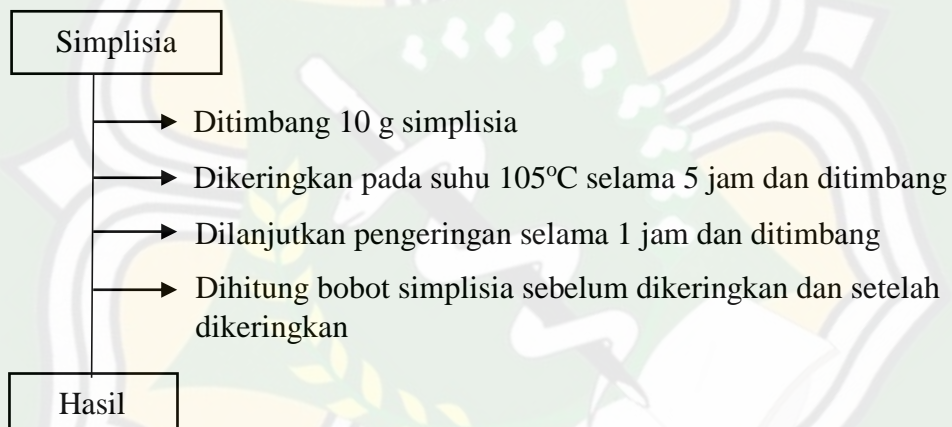 Simplisia
Ditimbang 10 g simplisia
Dikeringkan pada suhu 105°C selama 5 jam dan ditimbang
Dilanjutkan pengeringan selama 1 jam dan ditimbang
Dihitung bobot simplisia sebelum dikeringkan dan setelah
dikeringkan
Hasil